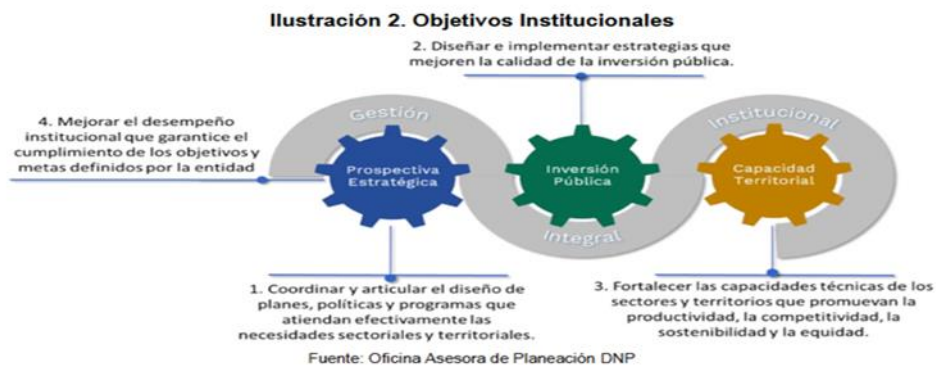 Ilustración 2. Objetivos Institucionales
2. Diseñar e implementar estrategias que
mejoren la calidad de la inversión pública.
4. Mejorar el desempeño
institucional que garantice el
cumplimiento de los objetivos y
metas definidos por la entidad
Gestión
Prospectiva
Estratégica
Inversión
Pública
Integral
Institucional
Capacidad
Territorial
1. Coordinar y articular el diseño de
planes, políticas y programas que
atiendan efectivamente las
necesidades sectoriales y territoriales.
3. Fortalecer las capacidades técnicas de los
sectores y territorios que promuevan la
productividad, la competitividad, la
sostenibilidad y la equidad.
Fuente: Oficina Asesora de Planeación DNP